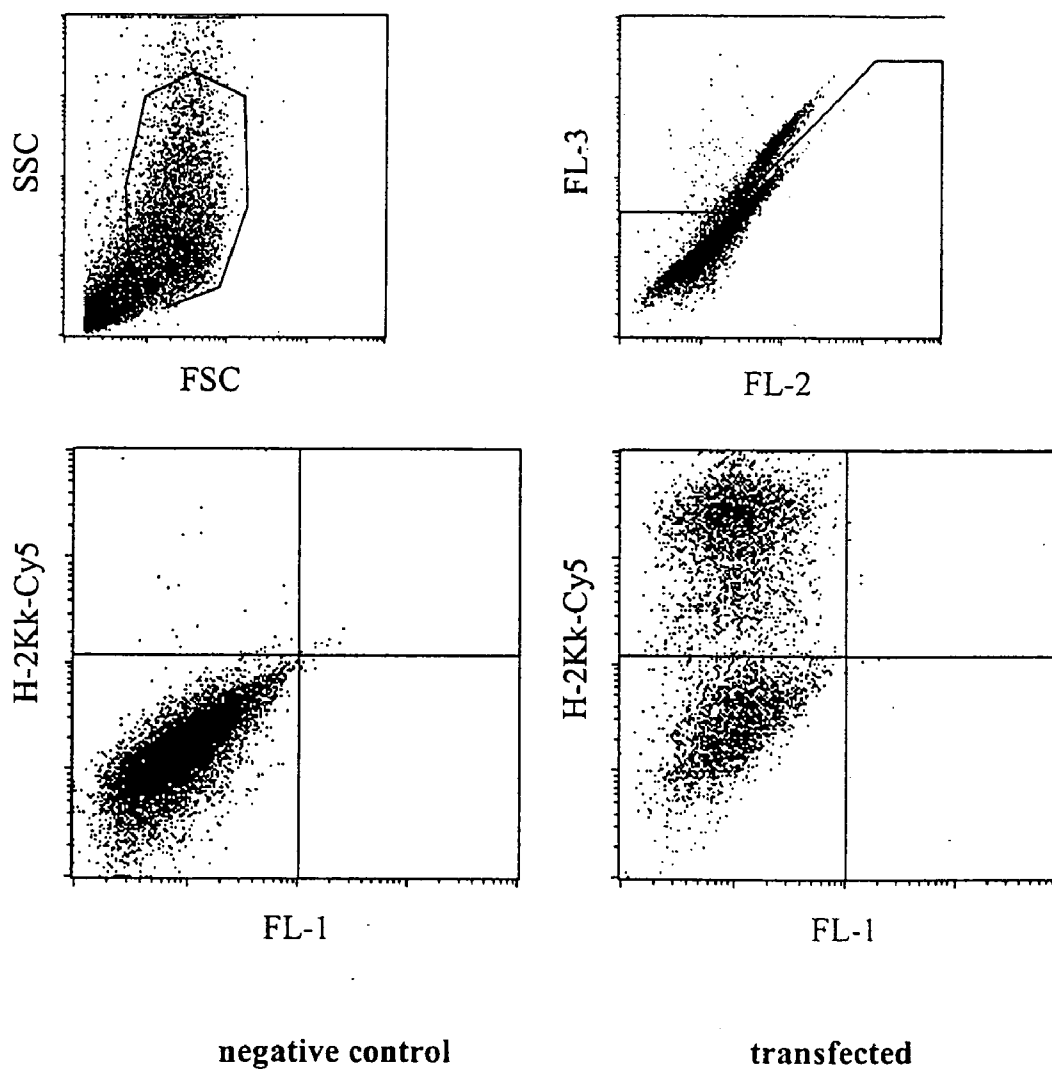 SSC
FSC
FL-3
FL-2
H-2Kk-Cy5
FL-1
H-2Kk-Cy5
FL-1
negative control
transfected